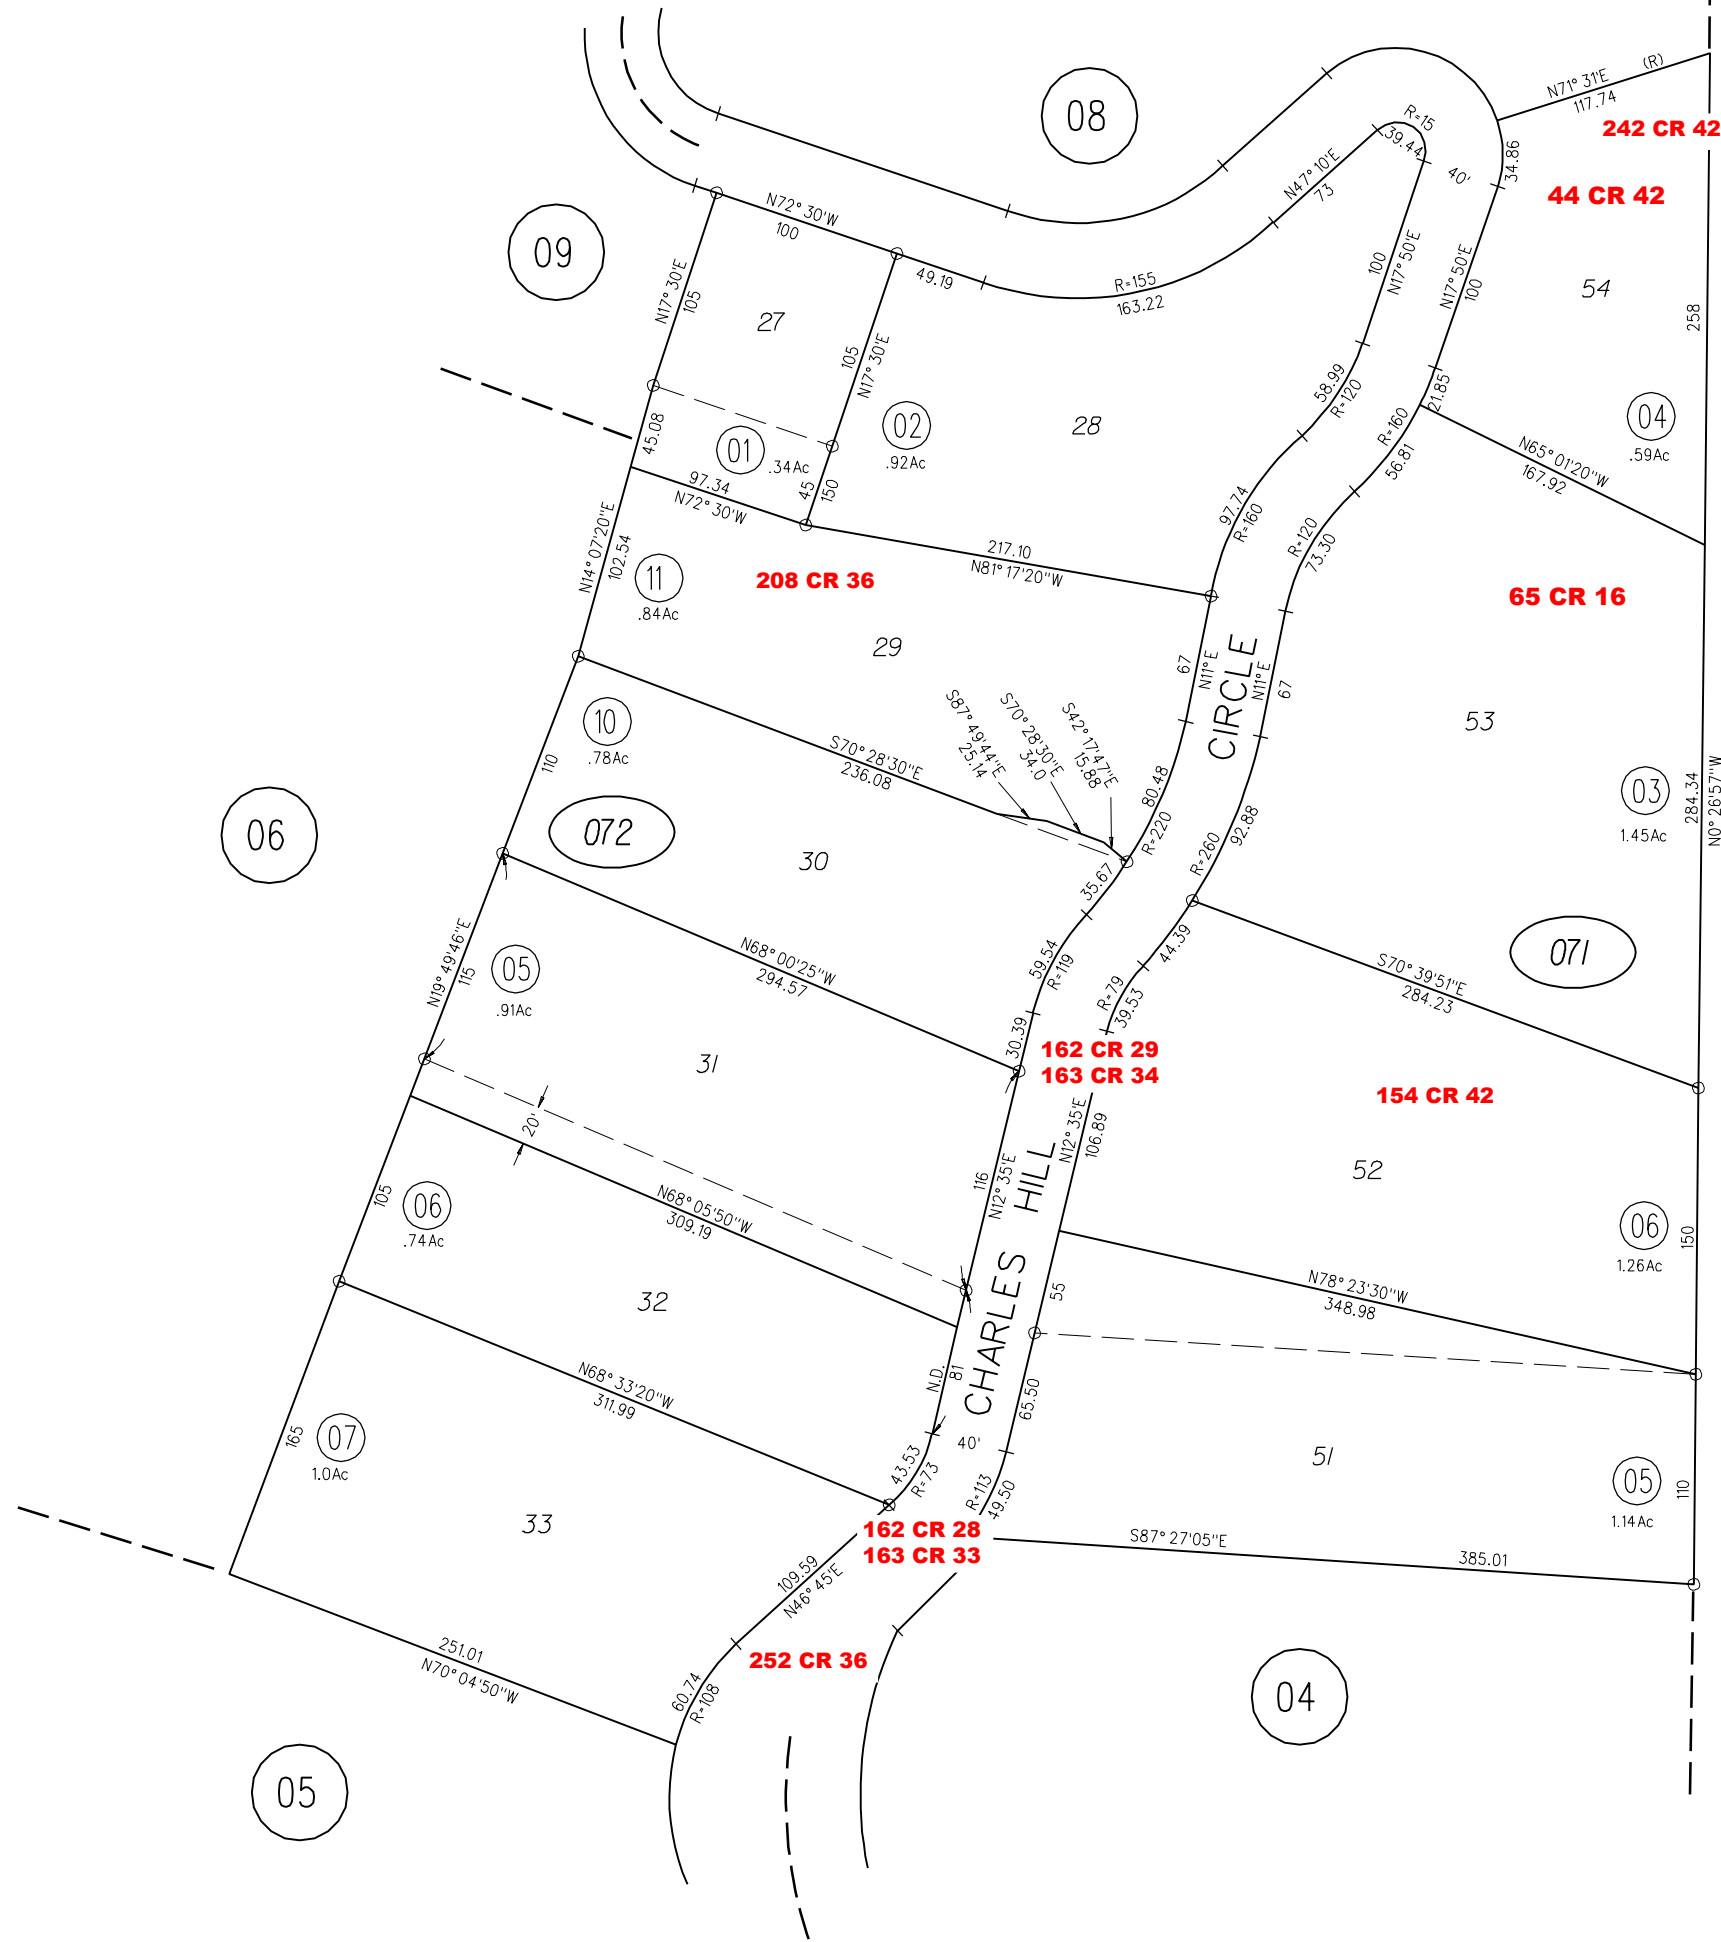 N71° 31'E
(R)
117.74
242 CR 42
08
R=15
39.44
40'
34.86
44 CR 42
N47° 10'E
73
N72° 30'W
100
09
49.19
R=155
163.22
N17° 30'E
105
27
100
N17° 50'E
N17° 50'E
100
54
258
105
N17° 30'E
58.99
R=120
21.85
R=160
56.81
04
.59Ac
N65° 01'20"W
167.92
45.08
01
.34Ac
02
.92Ac
28
97.34
N72° 30'W
45
150
97.74
R=160
R=120
73.30
217.10
N81° 17'20"W
N14° 07'20"E
102.54
11
.84Ac
208 CR 36
65 CR 16
29
67
N11° E
CIRCLE
N11° E
67
53
10
.78Ac
110
S70° 28'30"E
236.08
S87° 49'44"E
25.14
S70° 28'30"E
34.0
S42° 17'47"E
15.88
80.48
R=220
R=260
92.88
03
1.45Ac
284.34
N0° 26'57"W
06
072
30
35.67
44.39
071
N19° 49'46"E
115
05
.91Ac
N68° 00'25"W
294.57
59.54
R=119
R=79
39.53
S70° 39'51"E
284.23
30.39
162 CR 29
163 CR 34
31
154 CR 42
20'
N12° 35'E
106.89
116
N12° 35'E
HILL
52
105
06
.74Ac
N68° 05'50"W
309.19
06
1.26Ac
150
32
55
N78° 23'30"W
348.98
CHARLES
N.D.
81
65.50
N68° 33'20"W
311.99
165
07
1.0Ac
40'
43.53
R=73
R=113
49.50
51
05
1.14Ac
110
33
162 CR 28
163 CR 33
S87° 27'05"E
385.01
109.59
N46° 45'E
251.01
N70° 04'50"W
252 CR 36
60.74
R=108
04
05